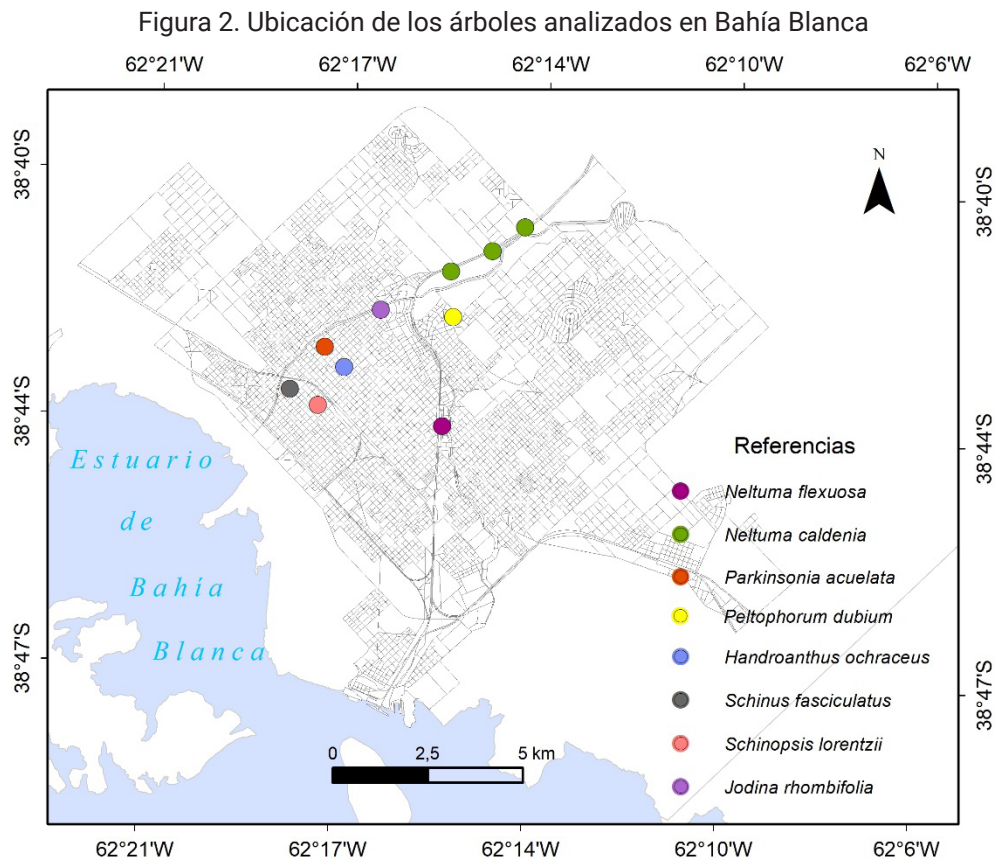 Figura 2. Ubicación de los árboles analizados en Bahía Blanca
62°21'W 62°17'W 62°14'W 62°10'W 62°6'W
38°40'S
38°40'S
N
38°44'S
38°44'S
Estuario
de
Bahía
Blanca
Referencias
Neltuma flexuosa
Neltuma caldenia
Parkinsonia acuelata
Peltophorum dubium
Handroanthus ochraceus
Schinus fasciculatus
Schinopsis lorentzii
Jodina rhombifolia
38°47'S
38°47'S
0 2,5 5 km
62°21'W 62°17'W 62°14'W 62°10'W 62°6'W